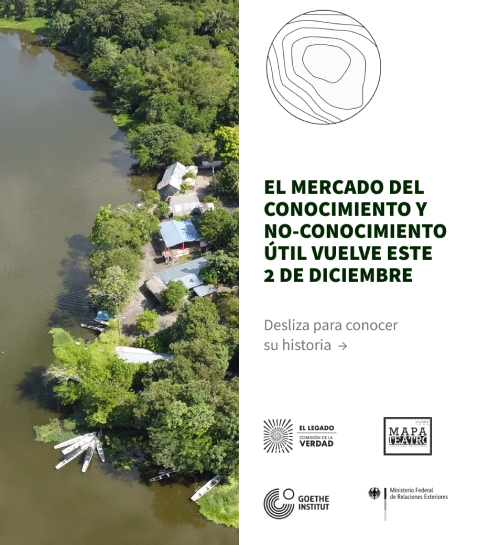 EL MERCADO DEL
CONOCIMIENTO Y
NO-CONOCIMIENTO
ÚTIL VUELVE ESTE
2 DE DICIEMBRE
Desliza para conocer
su historia →
EL LEGADO
COMISIÓN DE LA
VERDAD
MAPA
TEATRO
GOETHE
INSTITUT
Ministerio Federal
de Relaciones Exteriores